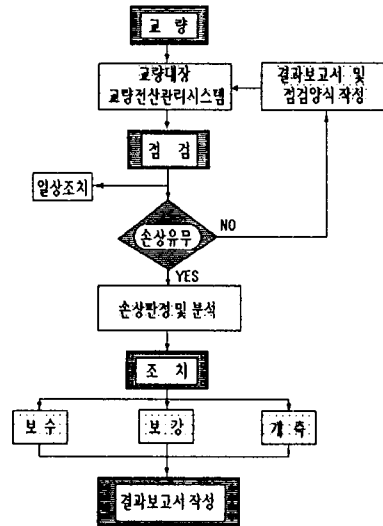 교 량
교량대장
교량전산관리시스템
결과보고서 및
점검양식 작성
점 검
일상조치
손상유무
NO
YES
손상판정 및 분석
조 치
보 수
보 강
개 축
결과보고서 작성